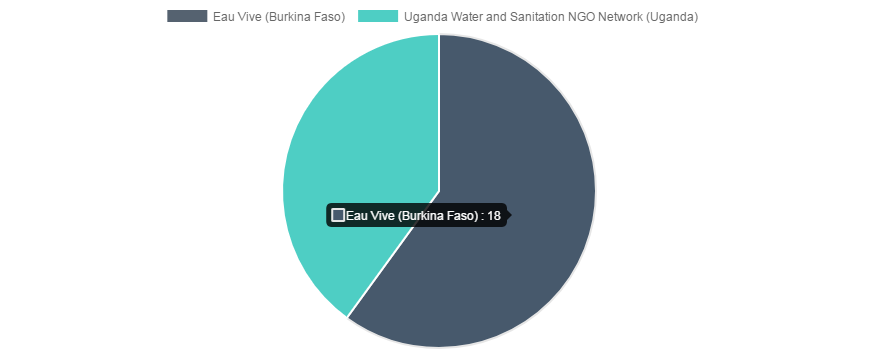 Eau Vive (Burkina Faso) Uganda Water and Sanitation NGO Network (Uganda)
Eau Vive (Burkina Faso) : 18